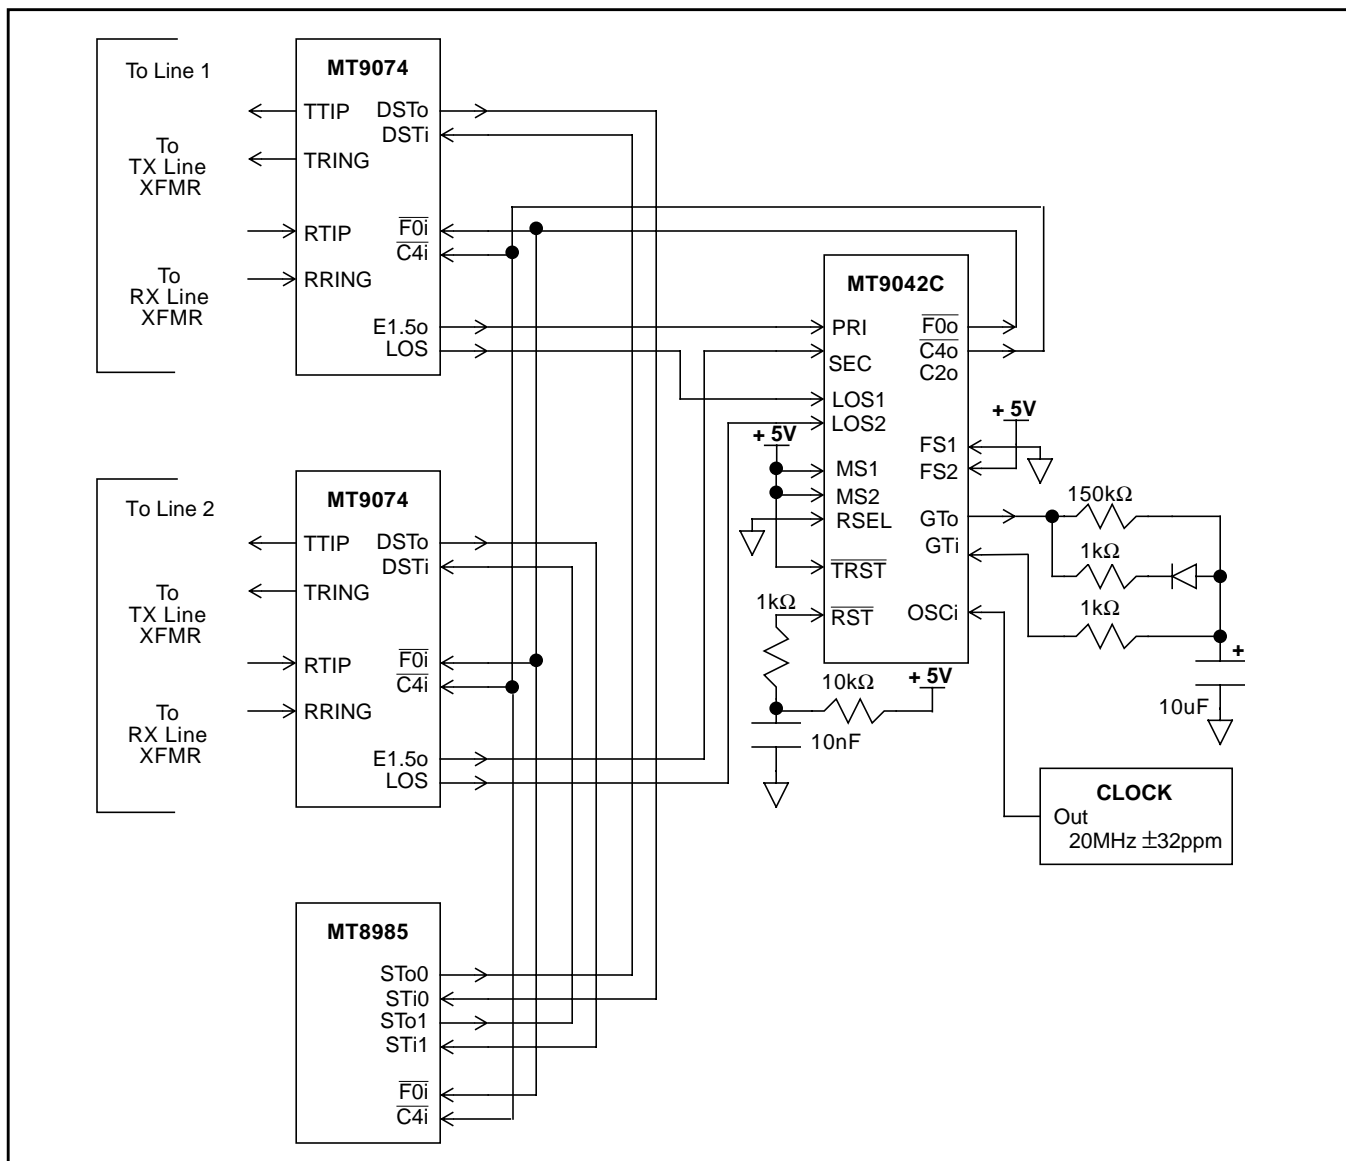 To Line 1
MT9074
TTIP
DSTo
DSTi
To
TX Line
XFMR
TRING
RTIP
F0i
C4i
To
RX Line
XFMR
RRING
E1.5o
LOS
MT9042C
PRI
F0o
SEC
C4o
C2o
LOS1
LOS2
+ 5V
+ 5V
FS1
FS2
MS1
MS2
RSEL
GTo
GTi
150kΩ
1kΩ
1kΩ
TRST
1kΩ
RST
OSCi
+
10uF
10kΩ
+ 5V
10nF
CLOCK
Out
20MHz ±32ppm
To Line 2
MT9074
TTIP
DSTo
DSTi
To
TX Line
XFMR
TRING
RTIP
F0i
C4i
To
RX Line
XFMR
RRING
E1.5o
LOS
MT8985
STo0
STi0
STo1
STi1
F0i
C4i